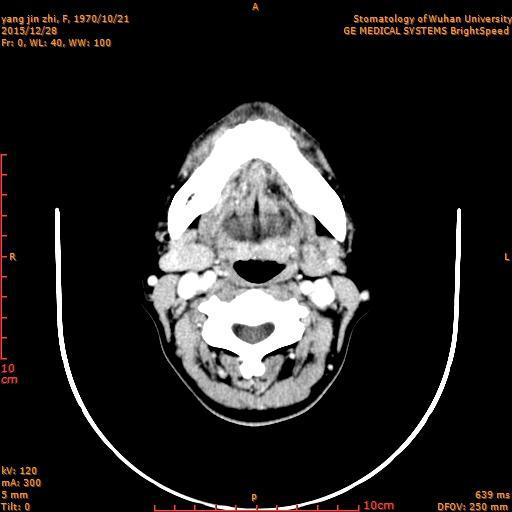 A
yang jin zhi, F, 1970/10/21
2015/12/28
Fr: 0, WL: 40, WW: 100
Stomatology of Wuhan University
GE MEDICAL SYSTEMS BrightSpeed
R
L
10
cm
kV: 120
mA: 300
5 mm
Tilt: 0
P
10cm
639 ms
DFOV: 250 mm